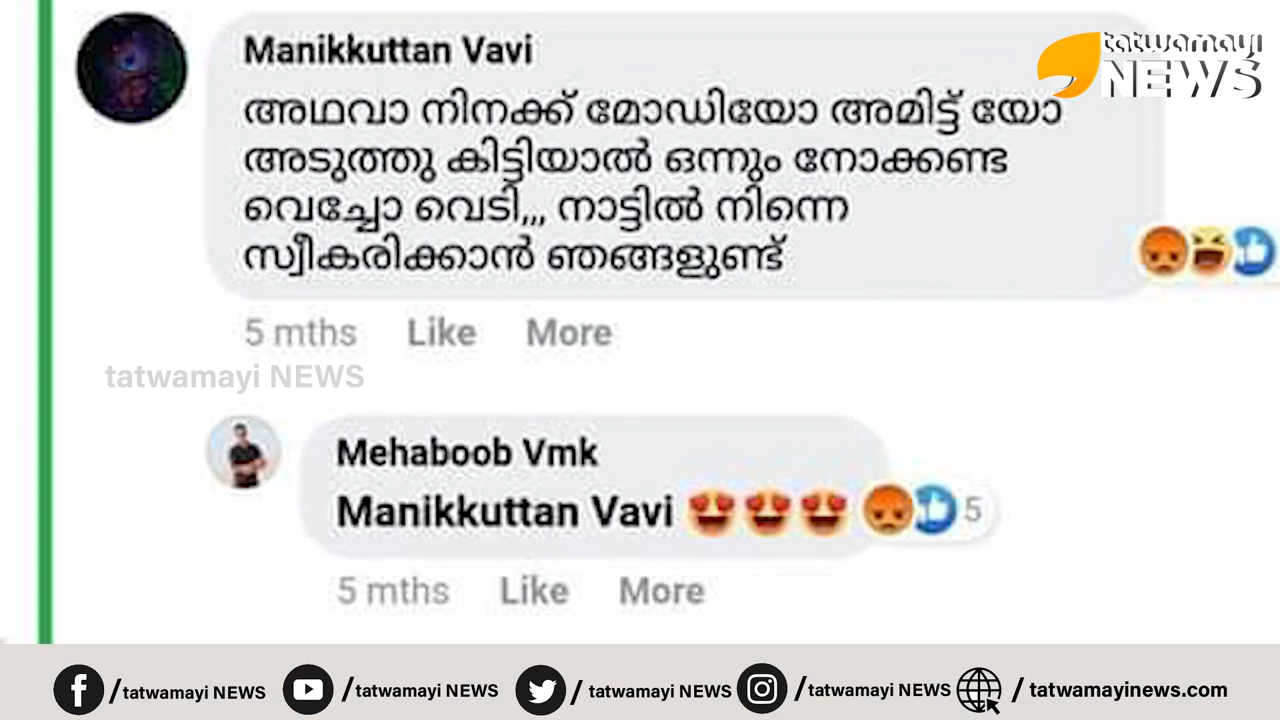 tatwamayi
NEWS
Manikkuttan Vavi
അഥവാ നിനക്ക് മോഡിയോ അമിട്ട് യോ
അടുത്തു കിട്ടിയാൽ ഒന്നും നോക്കണ്ട
വെച്ചോ വെടി,,, നാട്ടിൽ നിന്നെ
സ്വീകരിക്കാൻ ഞങ്ങളുണ്ട്
5 mths Like More
tatwamayi NEWS
Mehaboob Vmk
Manikkuttan Vavi 😍😍😍 5
5 mths Like More
/tatwamayi NEWS /tatwamayi NEWS / tatwamayi NEWS /tatwamayi NEWS / tatwamayinews.com